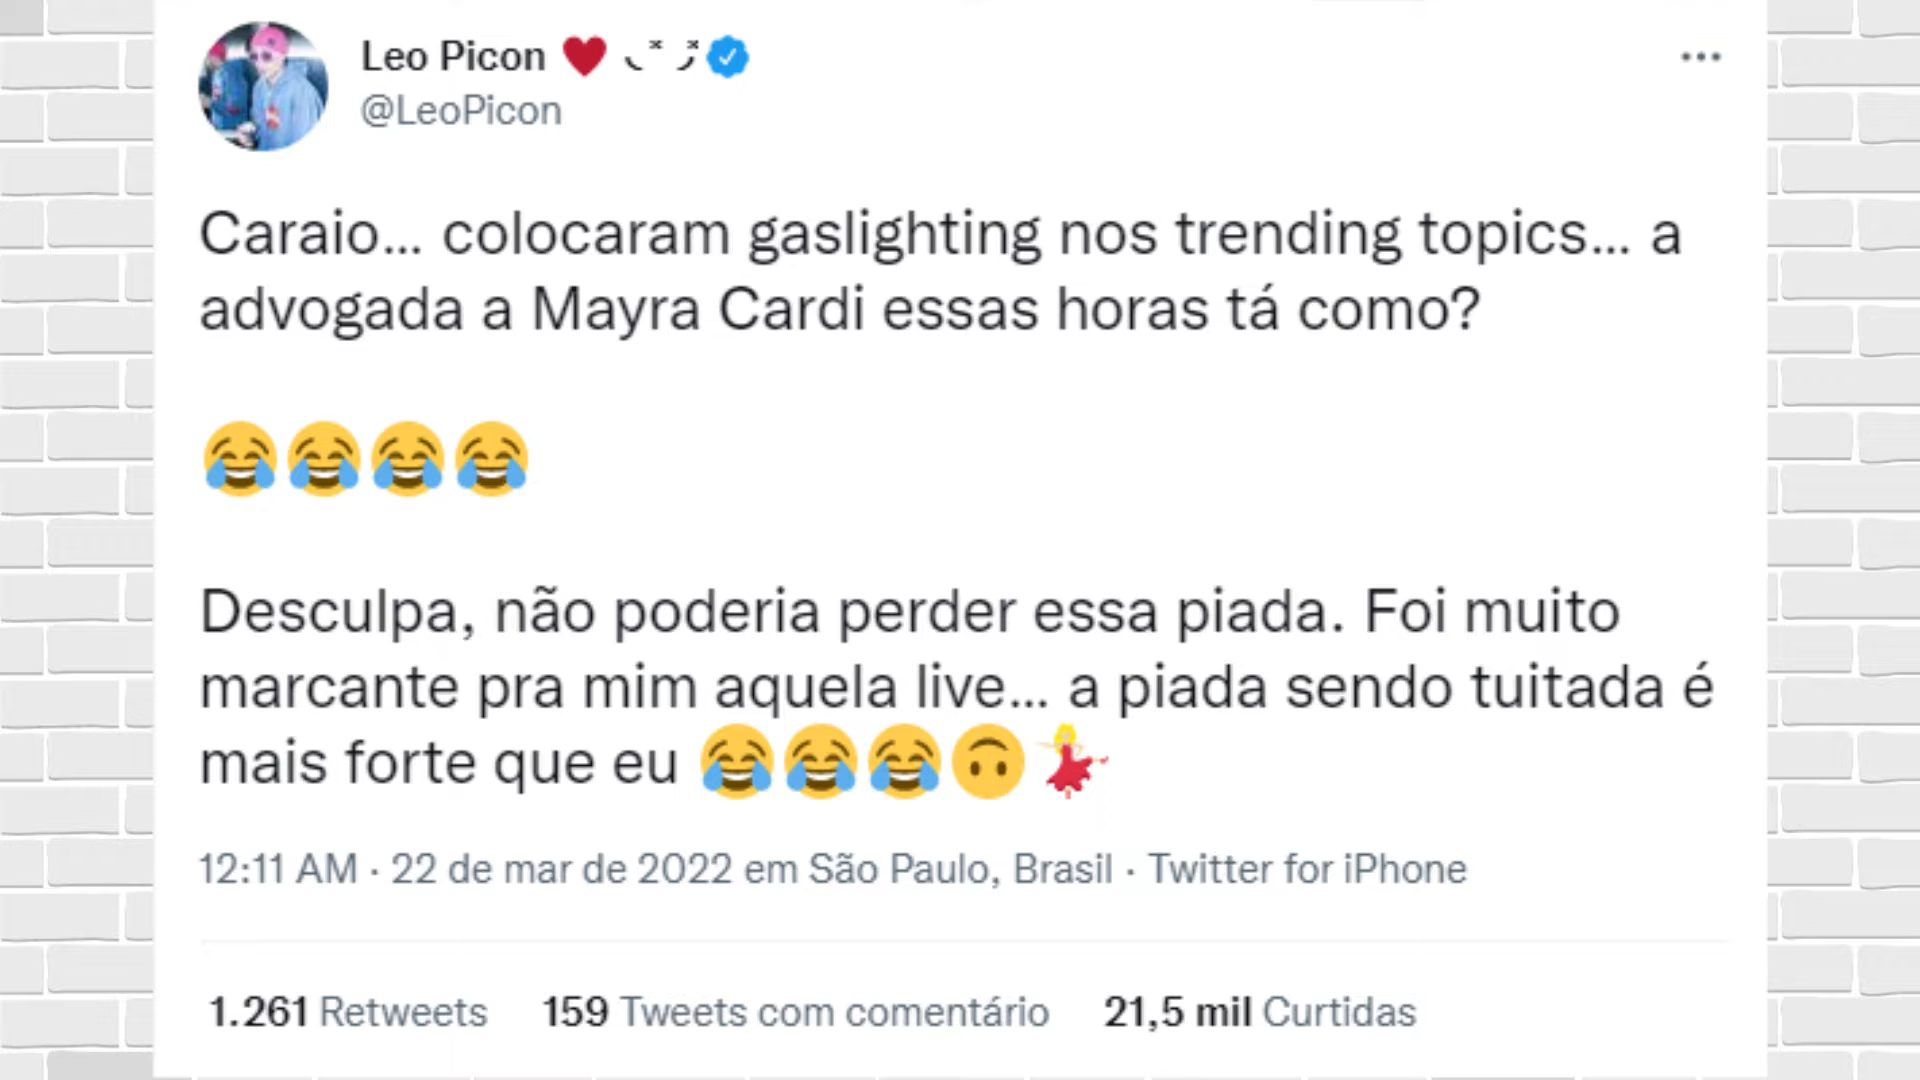 Leo Picon ❤️ ◟̽ ◞̽
@LeoPicon
Caraio... colocaram gaslighting nos trending topics... a
advogada a Mayra Cardi essas horas tá como?
😂😂😂😂
Desculpa, não poderia perder essa piada. Foi muito
marcante pra mim aquela live... a piada sendo tuitada é
mais forte que eu 😂😂😂🙃💃
12:11 AM · 22 de mar de 2022 em São Paulo, Brasil · Twitter for iPhone
1.261 Retweets 159 Tweets com comentário 21,5 mil Curtidas